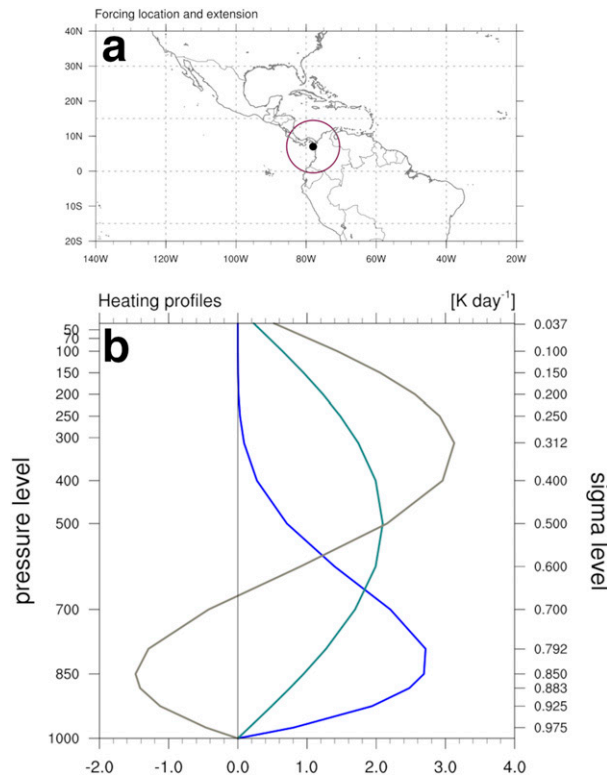 Forcing location and extension
a
40N
30N
20N
10N
0
10S
20S
140W 120W 100W 80W 60W 40W 20W
Heating profiles [K day⁻¹]
b
pressure level
50
70
100
150
200
250
300
400
500
700
850
1000
sigma level
0.037
0.100
0.150
0.200
0.250
0.312
0.400
0.500
0.600
0.700
0.792
0.850
0.883
0.925
0.975
-2.0 -1.0 0.0 1.0 2.0 3.0 4.0